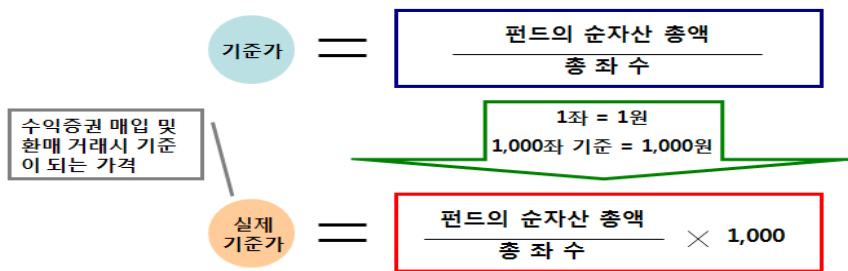 기준가
펀드의 순자산 총액
총 좌 수
수익증권 매입 및
환매 거래시 기준
이 되는 가격
1좌 = 1원
1,000좌 기준 = 1,000원
실제
기준가
펀드의 순자산 총액
총 좌 수
× 1,000